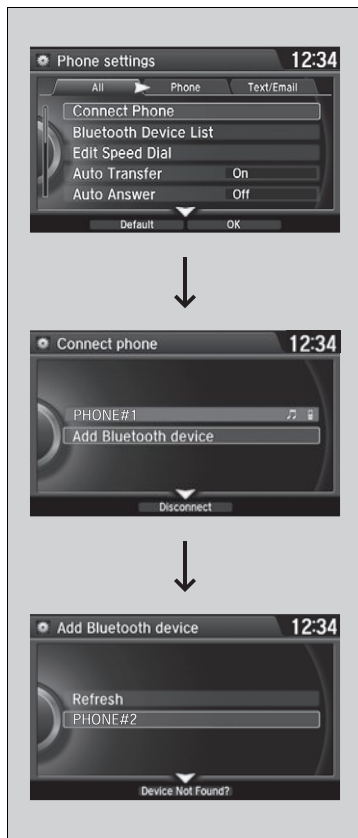 Phone settings 12:34
All Phone Text/Email
Connect Phone
Bluetooth Device List
Edit Speed Dial
Auto Transfer On
Auto Answer Off
Default OK
Connect phone 12:34
PHONE#1
Add Bluetooth device
Disconnect
Add Bluetooth device 12:34
Refresh
PHONE#2
Device Not Found?